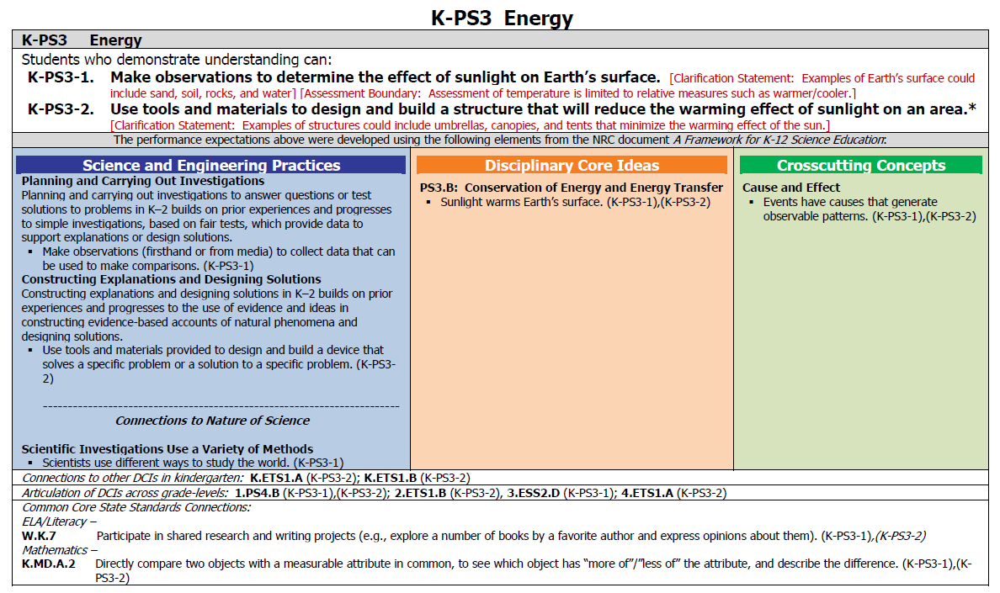 K-PS3 Energy
K-PS3 Energy
Students who demonstrate understanding can:
K-PS3-1. Make observations to determine the effect of sunlight on Earth’s surface. [Clarification Statement: Examples of Earth’s surface could
include sand, soil, rocks, and water] [Assessment Boundary: Assessment of temperature is limited to relative measures such as warmer/cooler.]
K-PS3-2. Use tools and materials to design and build a structure that will reduce the warming effect of sunlight on an area.*
[Clarification Statement: Examples of structures could include umbrellas, canopies, and tents that minimize the warming effect of the sun.]
The performance expectations above were developed using the following elements from the NRC document A Framework for K-12 Science Education:
Science and Engineering Practices
Planning and Carrying Out Investigations
Planning and carrying out investigations to answer questions or test
solutions to problems in K–2 builds on prior experiences and progresses
to simple investigations, based on fair tests, which provide data to
support explanations or design solutions.
▪ Make observations (firsthand or from media) to collect data that can
be used to make comparisons. (K-PS3-1)
Constructing Explanations and Designing Solutions
Constructing explanations and designing solutions in K–2 builds on prior
experiences and progresses to the use of evidence and ideas in
constructing evidence-based accounts of natural phenomena and
designing solutions.
▪ Use tools and materials provided to design and build a device that
solves a specific problem or a solution to a specific problem. (K-PS3-
2)
------------------------------------------------------------------------
Connections to Nature of Science
Scientific Investigations Use a Variety of Methods
▪ Scientists use different ways to study the world. (K-PS3-1)
Disciplinary Core Ideas
PS3.B: Conservation of Energy and Energy Transfer
▪ Sunlight warms Earth’s surface. (K-PS3-1),(K-PS3-2)
Crosscutting Concepts
Cause and Effect
▪ Events have causes that generate
observable patterns. (K-PS3-1),(K-PS3-2)
Connections to other DCIs in kindergarten: K.ETS1.A (K-PS3-2); K.ETS1.B (K-PS3-2)
Articulation of DCIs across grade-levels: 1.PS4.B (K-PS3-1),(K-PS3-2); 2.ETS1.B (K-PS3-2), 3.ESS2.D (K-PS3-1); 4.ETS1.A (K-PS3-2)
Common Core State Standards Connections:
ELA/Literacy –
W.K.7 Participate in shared research and writing projects (e.g., explore a number of books by a favorite author and express opinions about them). (K-PS3-1),(K-PS3-2)
Mathematics –
K.MD.A.2 Directly compare two objects with a measurable attribute in common, to see which object has “more of”/”less of” the attribute, and describe the difference. (K-PS3-1),(K-
PS3-2)